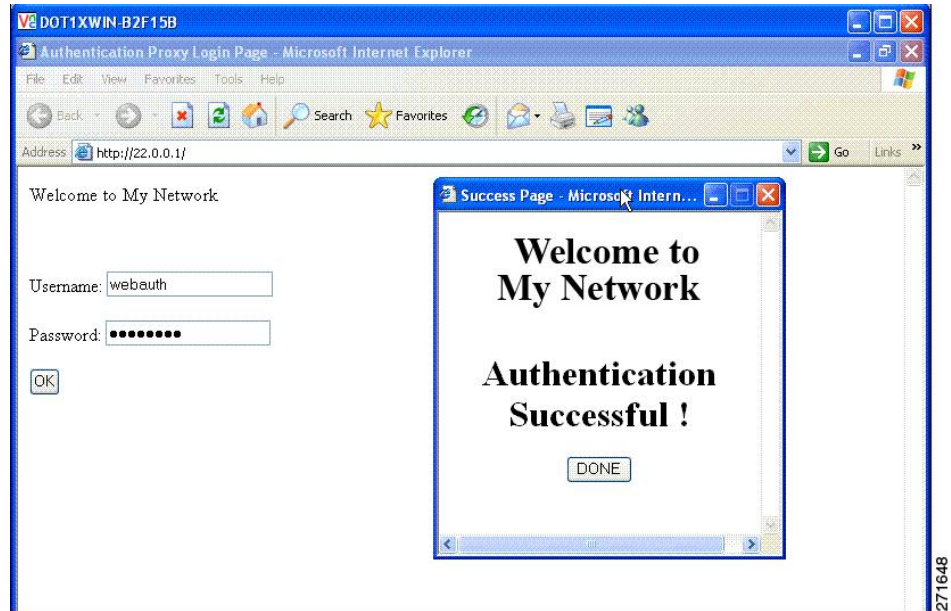 V2 DOT1XWIN-B2F15B
Authentication Proxy Login Page - Microsoft Internet Explorer
File Edit View Favorites Tools Help
Back Search Favorites
Address http://22.0.0.1/ Go Links »
Welcome to My Network
Username: webauth
Password: ●●●●●●●●
OK
Success Page - Microsoft Intern...
Welcome to
My Network
Authentication
Successful !
DONE
271648